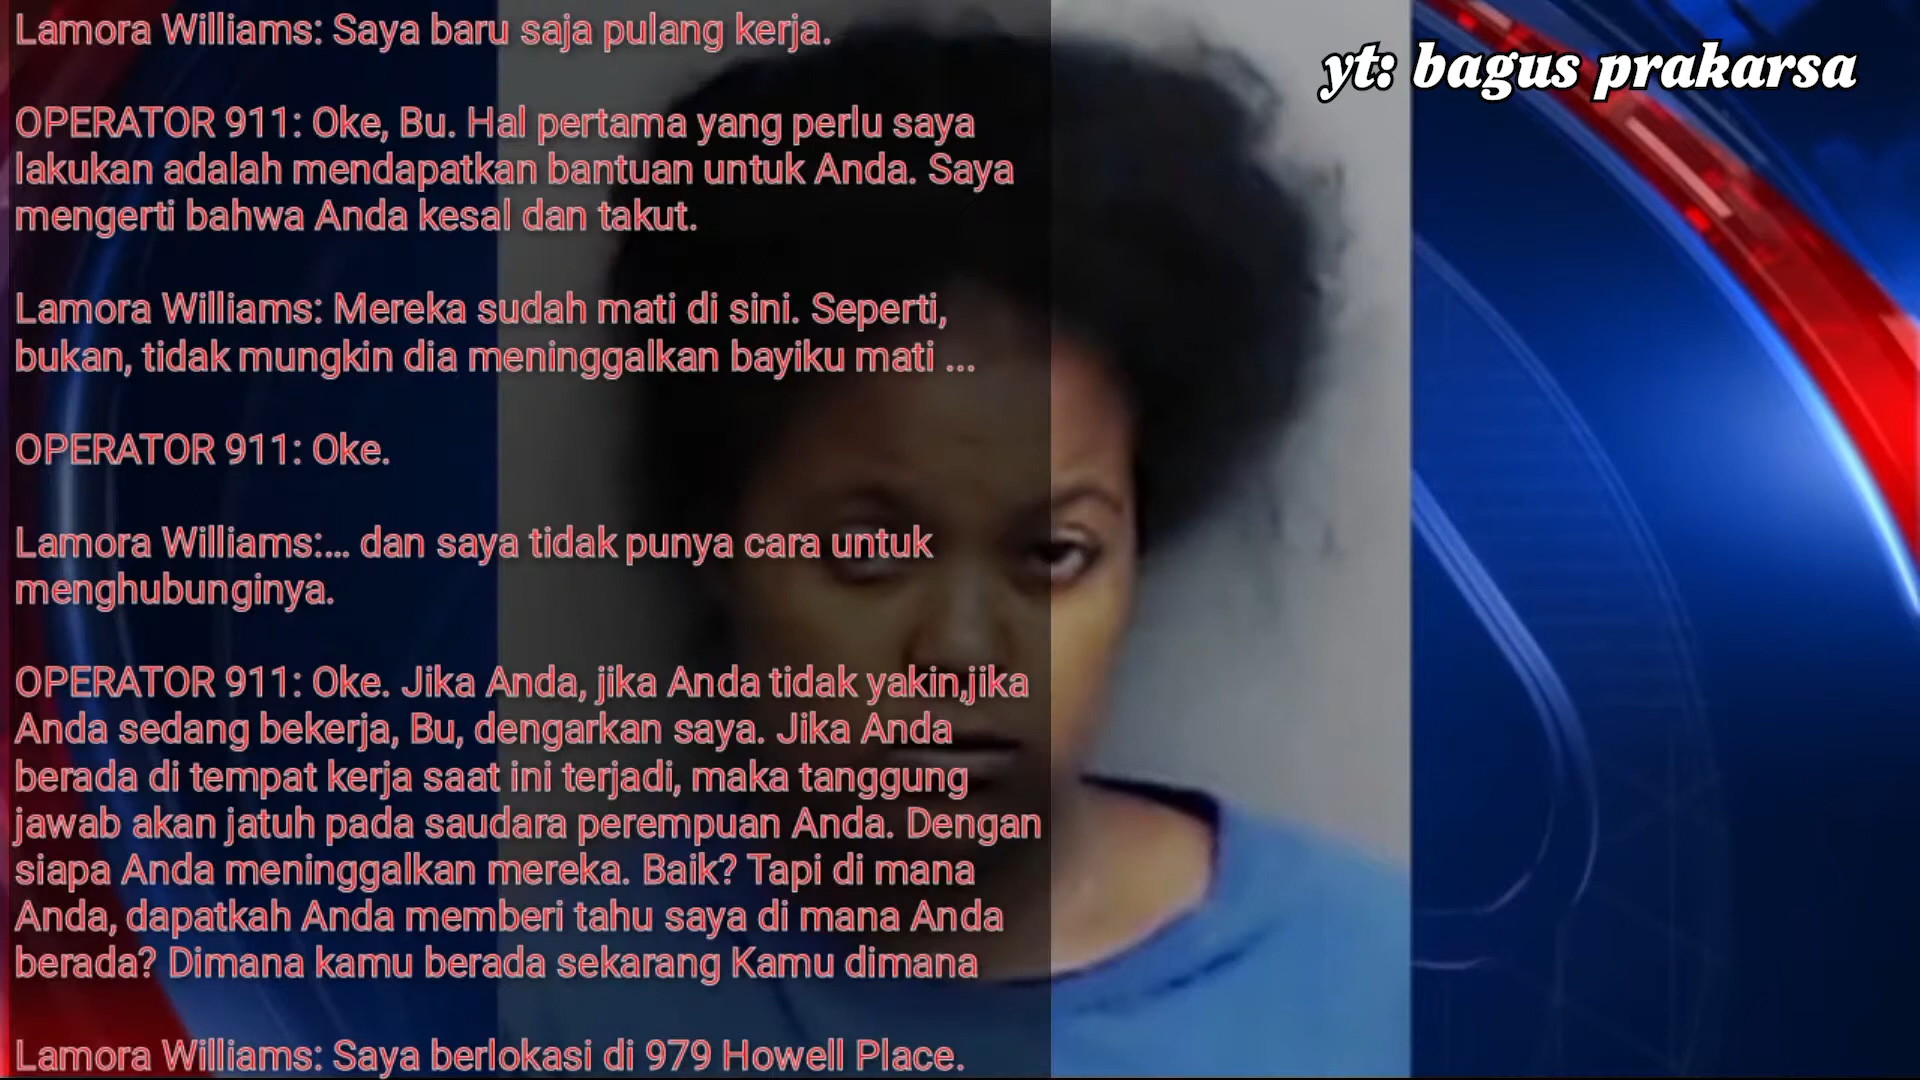 Lamora Williams: Saya baru saja pulang kerja.
yt: bagus prakarsa
OPERATOR 911: Oke, Bu. Hal pertama yang perlu saya
lakukan adalah mendapatkan bantuan untuk Anda. Saya
mengerti bahwa Anda kesal dan takut.
Lamora Williams: Mereka sudah mati di sini. Seperti,
bukan, tidak mungkin dia meninggalkan bayiku mati ...
OPERATOR 911: Oke.
Lamora Williams:... dan saya tidak punya cara untuk
menghubunginya.
OPERATOR 911: Oke. Jika Anda, jika Anda tidak yakin,jika
Anda sedang bekerja, Bu, dengarkan saya. Jika Anda
berada di tempat kerja saat ini terjadi, maka tanggung
jawab akan jatuh pada saudara perempuan Anda. Dengan
siapa Anda meninggalkan mereka. Baik? Tapi di mana
Anda, dapatkah Anda memberi tahu saya di mana Anda
berada? Dimana kamu berada sekarang Kamu dimana
Lamora Williams: Saya berlokasi di 979 Howell Place.